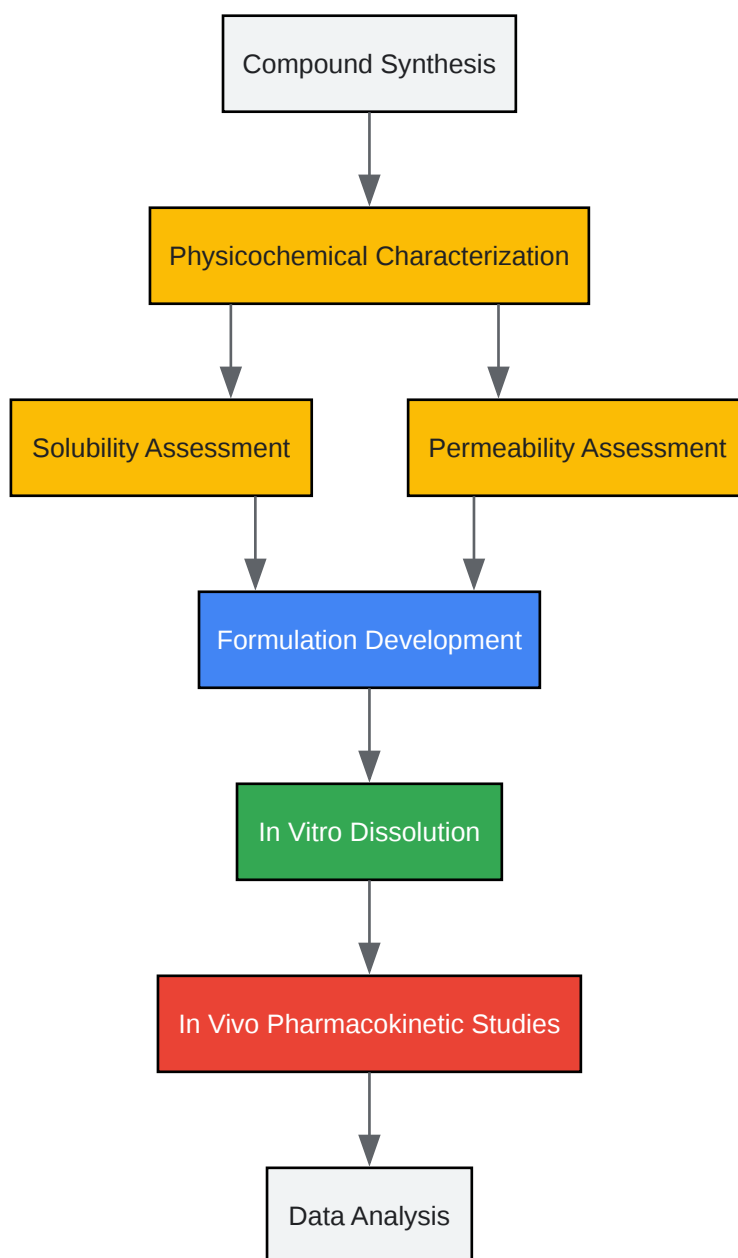 Compound Synthesis
Physicochemical Characterization
Solubility Assessment
Permeability Assessment
Formulation Development
In Vitro Dissolution
In Vivo Pharmacokinetic Studies
Data Analysis